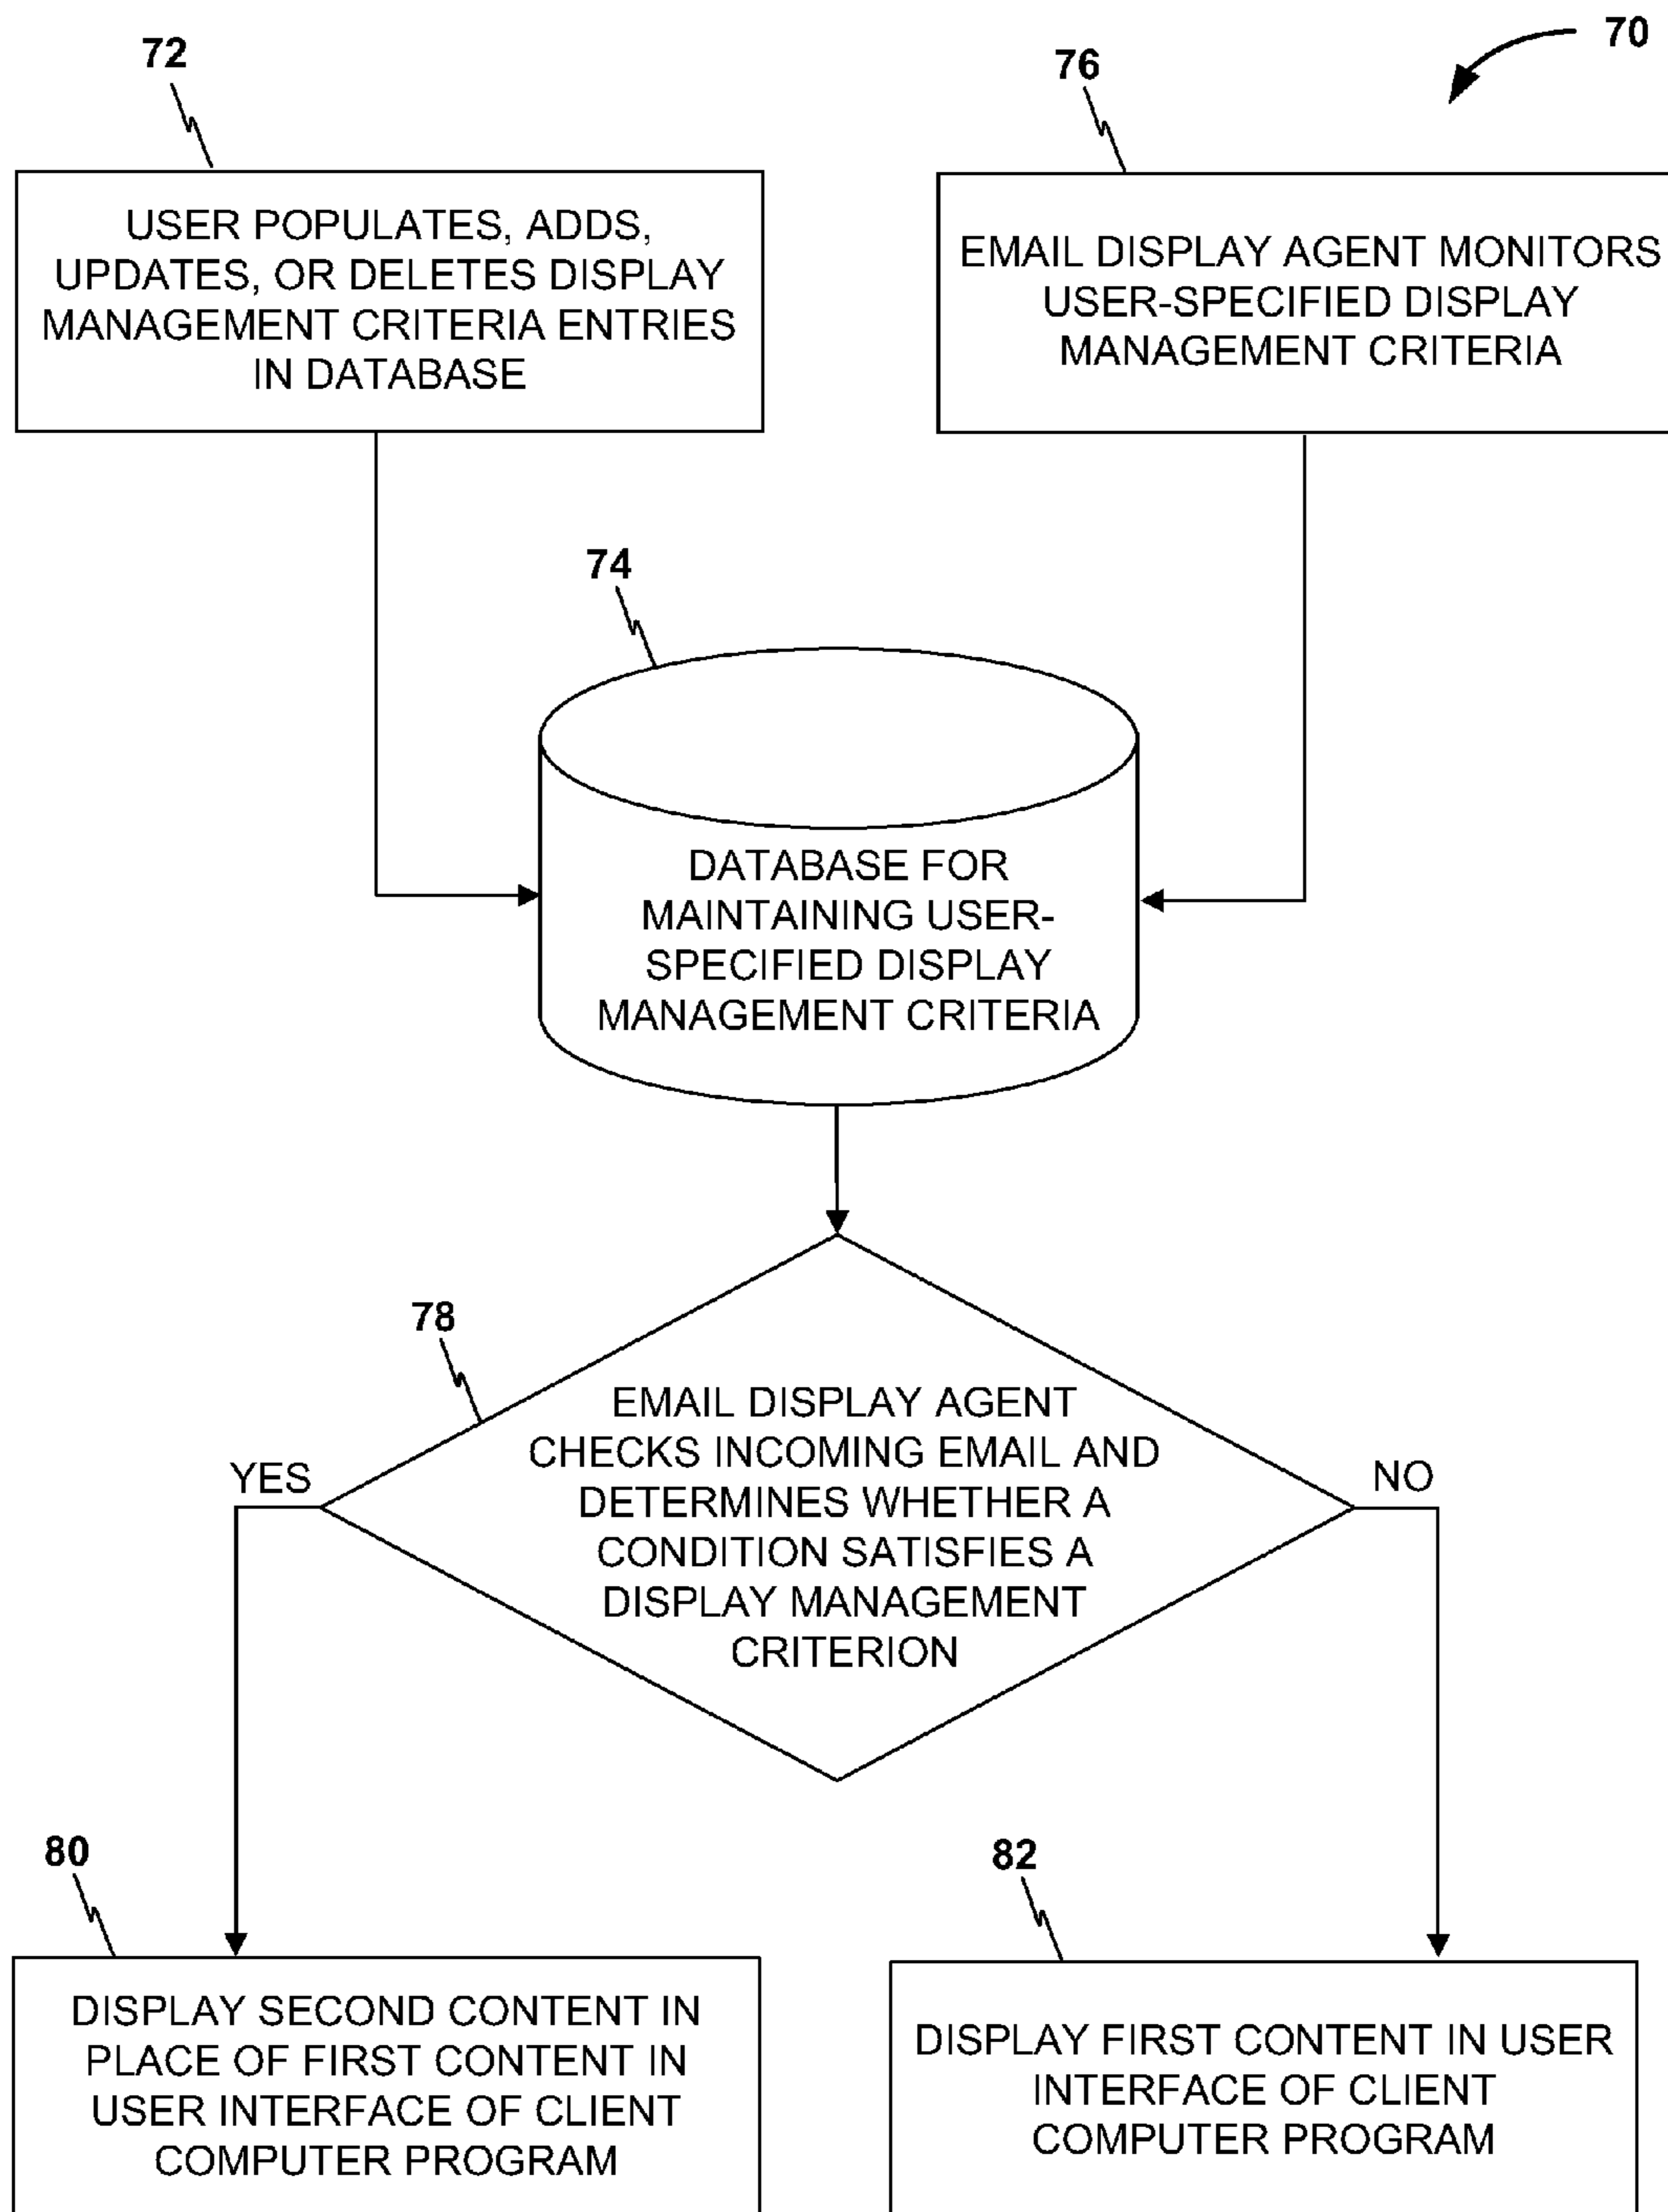 70
72
76
USER POPULATES, ADDS,
UPDATES, OR DELETES DISPLAY
MANAGEMENT CRITERIA ENTRIES
IN DATABASE
EMAIL DISPLAY AGENT MONITORS
USER-SPECIFIED DISPLAY
MANAGEMENT CRITERIA
74
DATABASE FOR
MAINTAINING USER-
SPECIFIED DISPLAY
MANAGEMENT CRITERIA
78
EMAIL DISPLAY AGENT
CHECKS INCOMING EMAIL AND
DETERMINES WHETHER A
CONDITION SATISFIES A
DISPLAY MANAGEMENT
CRITERION
YES
NO
80
82
DISPLAY SECOND CONTENT IN
PLACE OF FIRST CONTENT IN
USER INTERFACE OF CLIENT
COMPUTER PROGRAM
DISPLAY FIRST CONTENT IN USER
INTERFACE OF CLIENT
COMPUTER PROGRAM